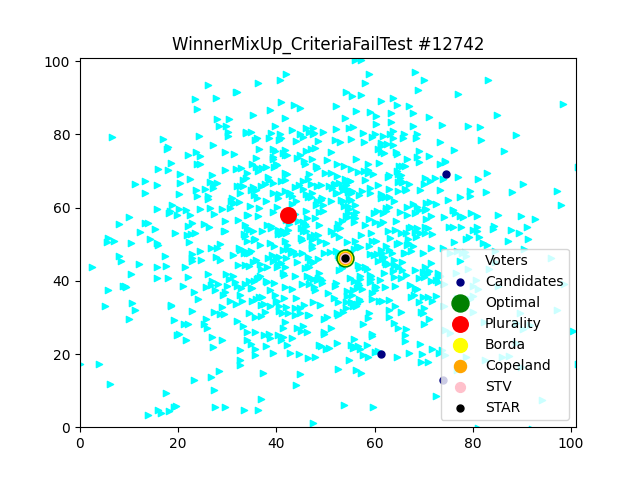 WinnerMixUp_CriteriaFailTest #12742
100
80
60
40
20
0
0
20
40
60
80
100
Voters
Candidates
Optimal
Plurality
Borda
Copeland
STV
STAR